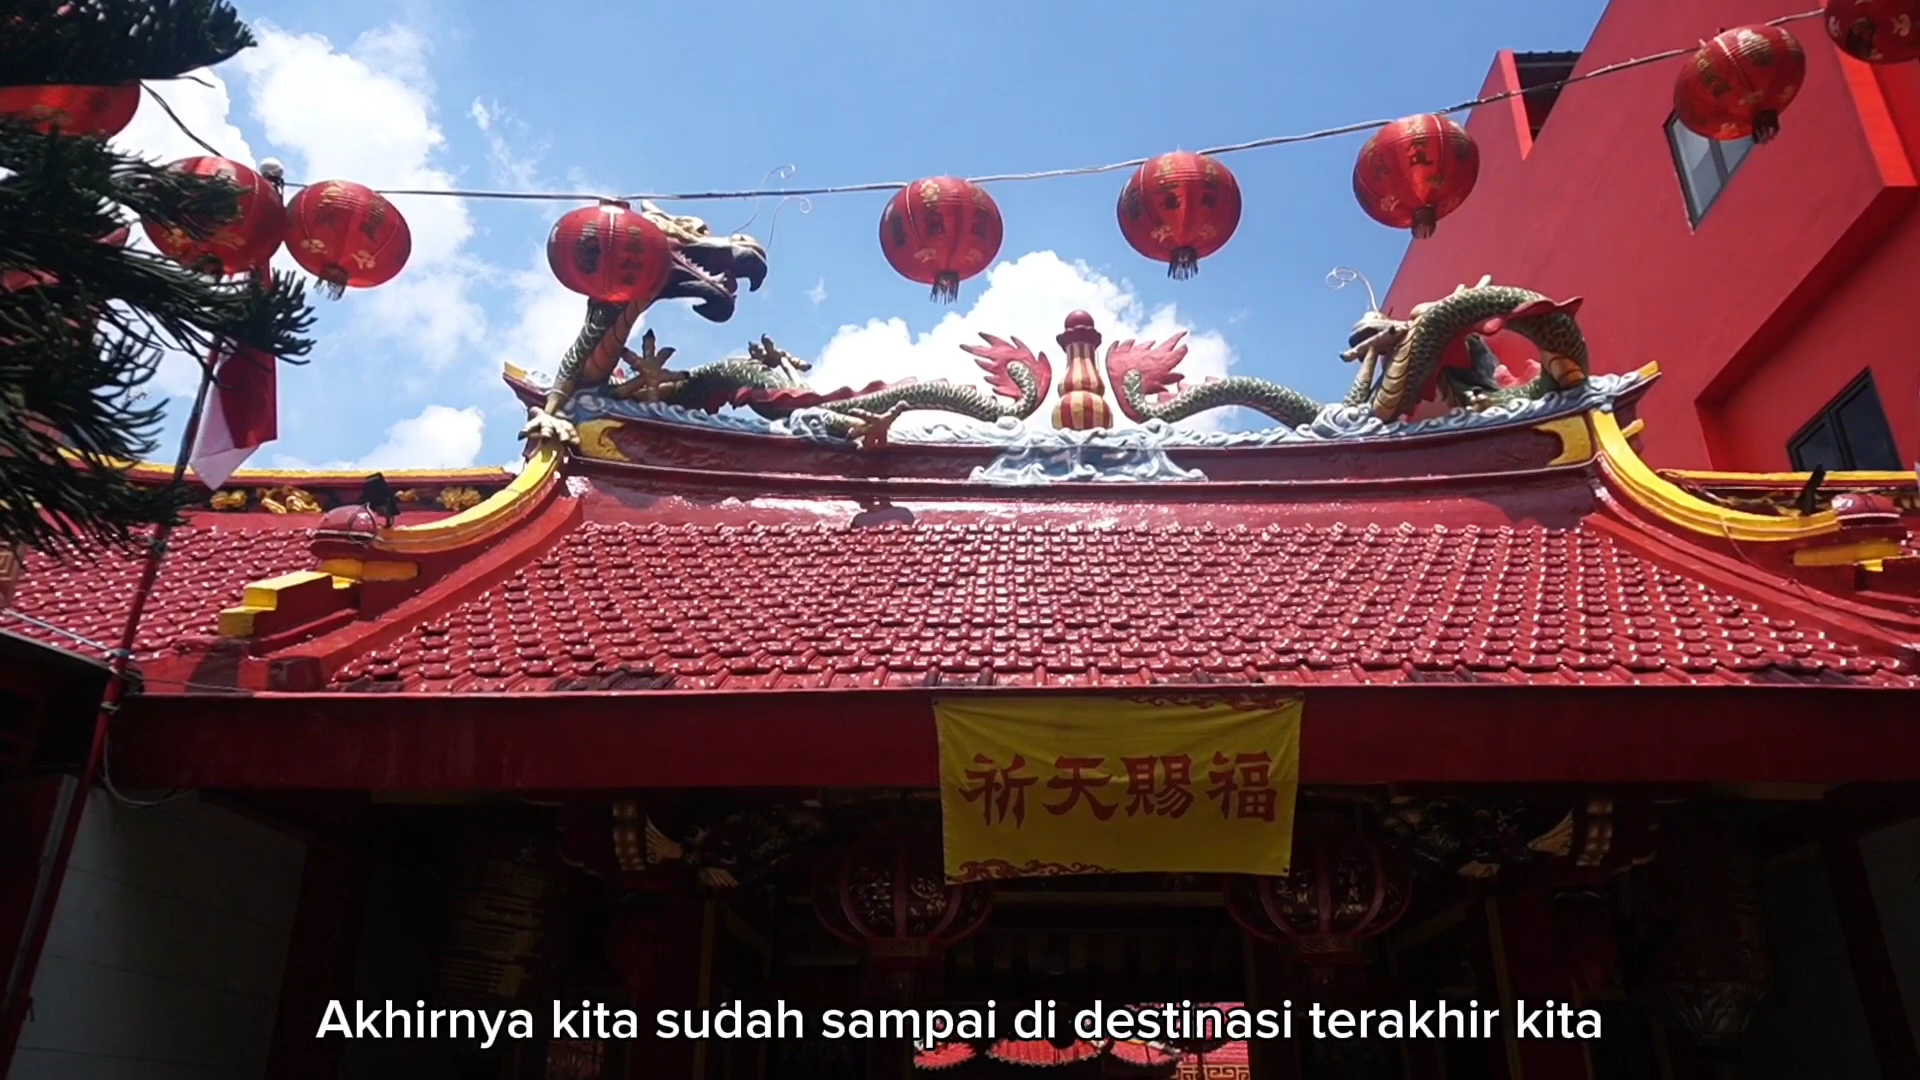 祈天賜福
Akhirnya kita sudah sampai di destinasi terakhir kita